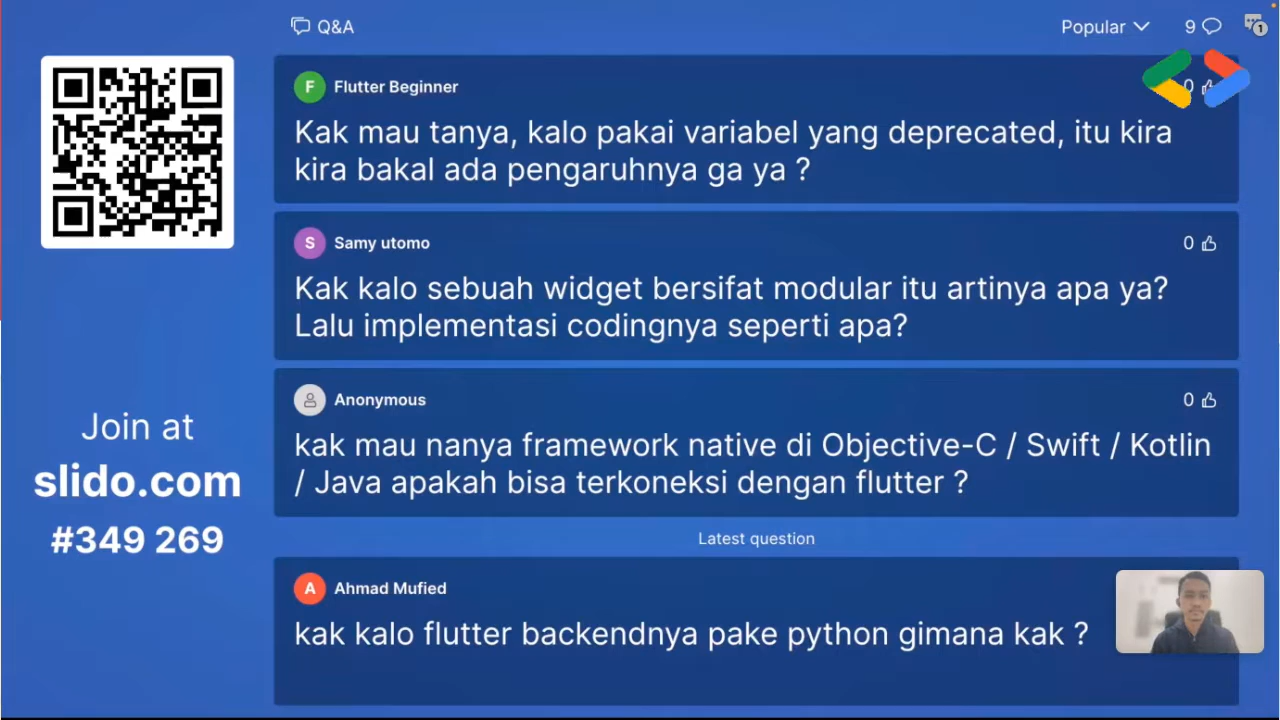 Q&A
Popular
9
1
F
Flutter Beginner
0
Kak mau tanya, kalo pakai variabel yang deprecated, itu kira
kira bakal ada pengaruhnya ga ya ?
S
Samy utomo
0
Kak kalo sebuah widget bersifat modular itu artinya apa ya?
Lalu implementasi codingnya seperti apa?
Anonymous
0
kak mau nanya framework native di Objective-C / Swift / Kotlin
/ Java apakah bisa terkoneksi dengan flutter ?
Latest question
A
Ahmad Mufied
kak kalo flutter backendnya pake python gimana kak ?
Join at
slido.com
#349 269